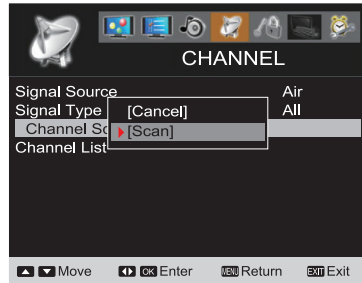 CHANNEL
Signal Source Air
Signal Type All
[Cancel]
Channel Sc
[Scan]
Channel List
Move OK Enter MENU Return EXIT Exit